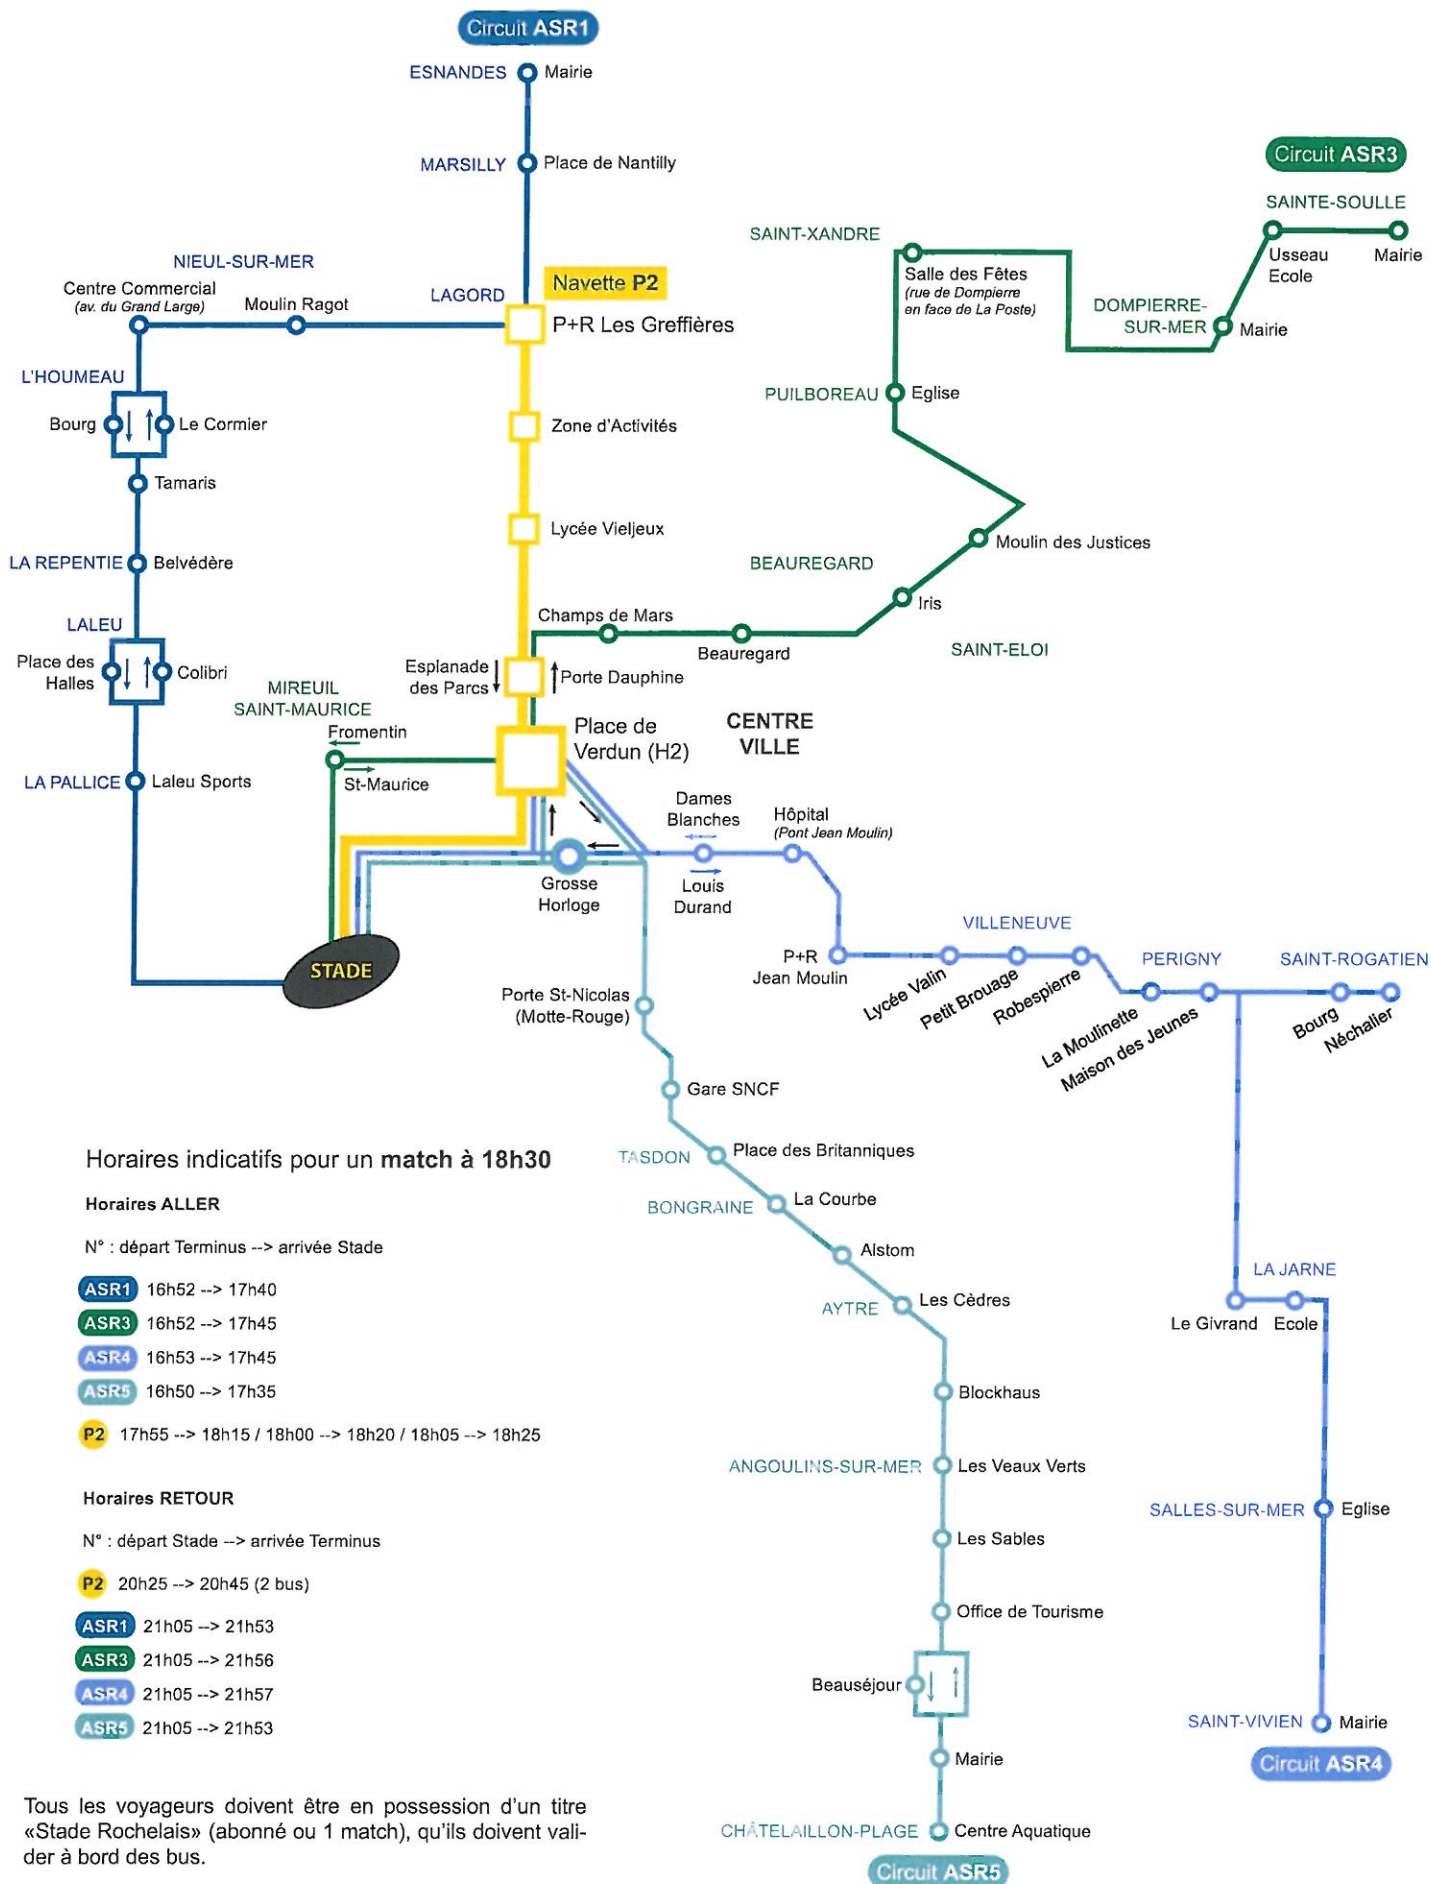 Circuit ASR1
ESNANDES
Mairie
MARSILLY
Place de Nantilly
Circuit ASR3
SAINTE-SOULLE
Usseau
Ecole
Mairie
SAINT-XANDRE
Salle des Fêtes
(rue de Dompierre
en face de La Poste)
DOMPIERRE-
SUR-MER
Mairie
NIEUL-SUR-MER
Centre Commercial
(av. du Grand Large)
Moulin Ragot
LAGORD
Navette P2
P+R Les Greffières
L'HOUMEAU
Bourg
Le Cormier
PUILBOREAU
Eglise
Zone d'Activités
Tamaris
Lycée Vieljeux
Moulin des Justices
LA REPENTIE
Belvédère
BEAUREGARD
Iris
LALEU
Champs de Mars
Beauregard
SAINT-ELOI
Place des
Halles
Colibri
Esplanade
des Parcs
Porte Dauphine
MIREUIL
SAINT-MAURICE
Fromentin
St-Maurice
Place de
Verdun (H2)
CENTRE
VILLE
LA PALLICE
Laleu Sports
Dames
Blanches
Hôpital
(Pont Jean Moulin)
Grosse
Horloge
Louis
Durand
VILLENEUVE
STADE
P+R
Jean Moulin
Lycée Valin
Petit Brouage
Robespierre
PERIGNY
La Moulinette
Maison des Jeunes
SAINT-ROGATIEN
Bourg
Néchalier
Porte St-Nicolas
(Motte-Rouge)
Gare SNCF
TASDON
Place des Britanniques
BONGRAINE
La Courbe
Alstom
AYTRE
Les Cèdres
LA JARNE
Le Givrand
Ecole
Blockhaus
ANGOULINS-SUR-MER
Les Veaux Verts
SALLES-SUR-MER
Eglise
Les Sables
Office de Tourisme
Beauséjour
SAINT-VIVIEN
Mairie
Circuit ASR4
Mairie
CHÂTELAILLON-PLAGE
Centre Aquatique
Circuit ASR5
Horaires indicatifs pour un match à 18h30
Horaires ALLER
N° : départ Terminus --> arrivée Stade
ASR1 16h52 --> 17h40
ASR3 16h52 --> 17h45
ASR4 16h53 --> 17h45
ASR5 16h50 --> 17h35
P2 17h55 --> 18h15 / 18h00 --> 18h20 / 18h05 --> 18h25
Horaires RETOUR
N° : départ Stade --> arrivée Terminus
P2 20h25 --> 20h45 (2 bus)
ASR1 21h05 --> 21h53
ASR3 21h05 --> 21h56
ASR4 21h05 --> 21h57
ASR5 21h05 --> 21h53
Tous les voyageurs doivent être en possession d'un titre
«Stade Rochelais» (abonné ou 1 match), qu'ils doivent vali-
der à bord des bus.